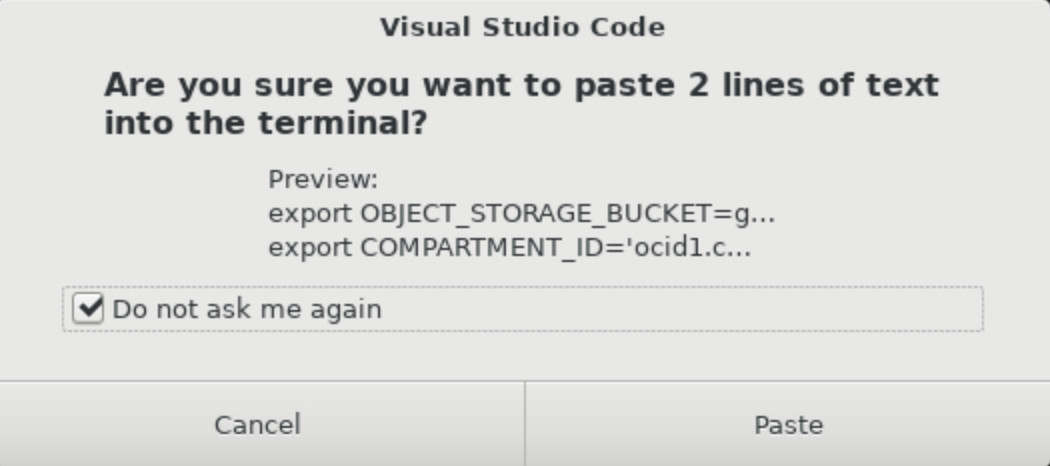 Visual Studio Code
Are you sure you want to paste 2 lines of text
into the terminal?
Preview:
export OBJECT_STORAGE_BUCKET=g...
export COMPARTMENT_ID='ocid1.c...
Do not ask me again
Cancel
Paste